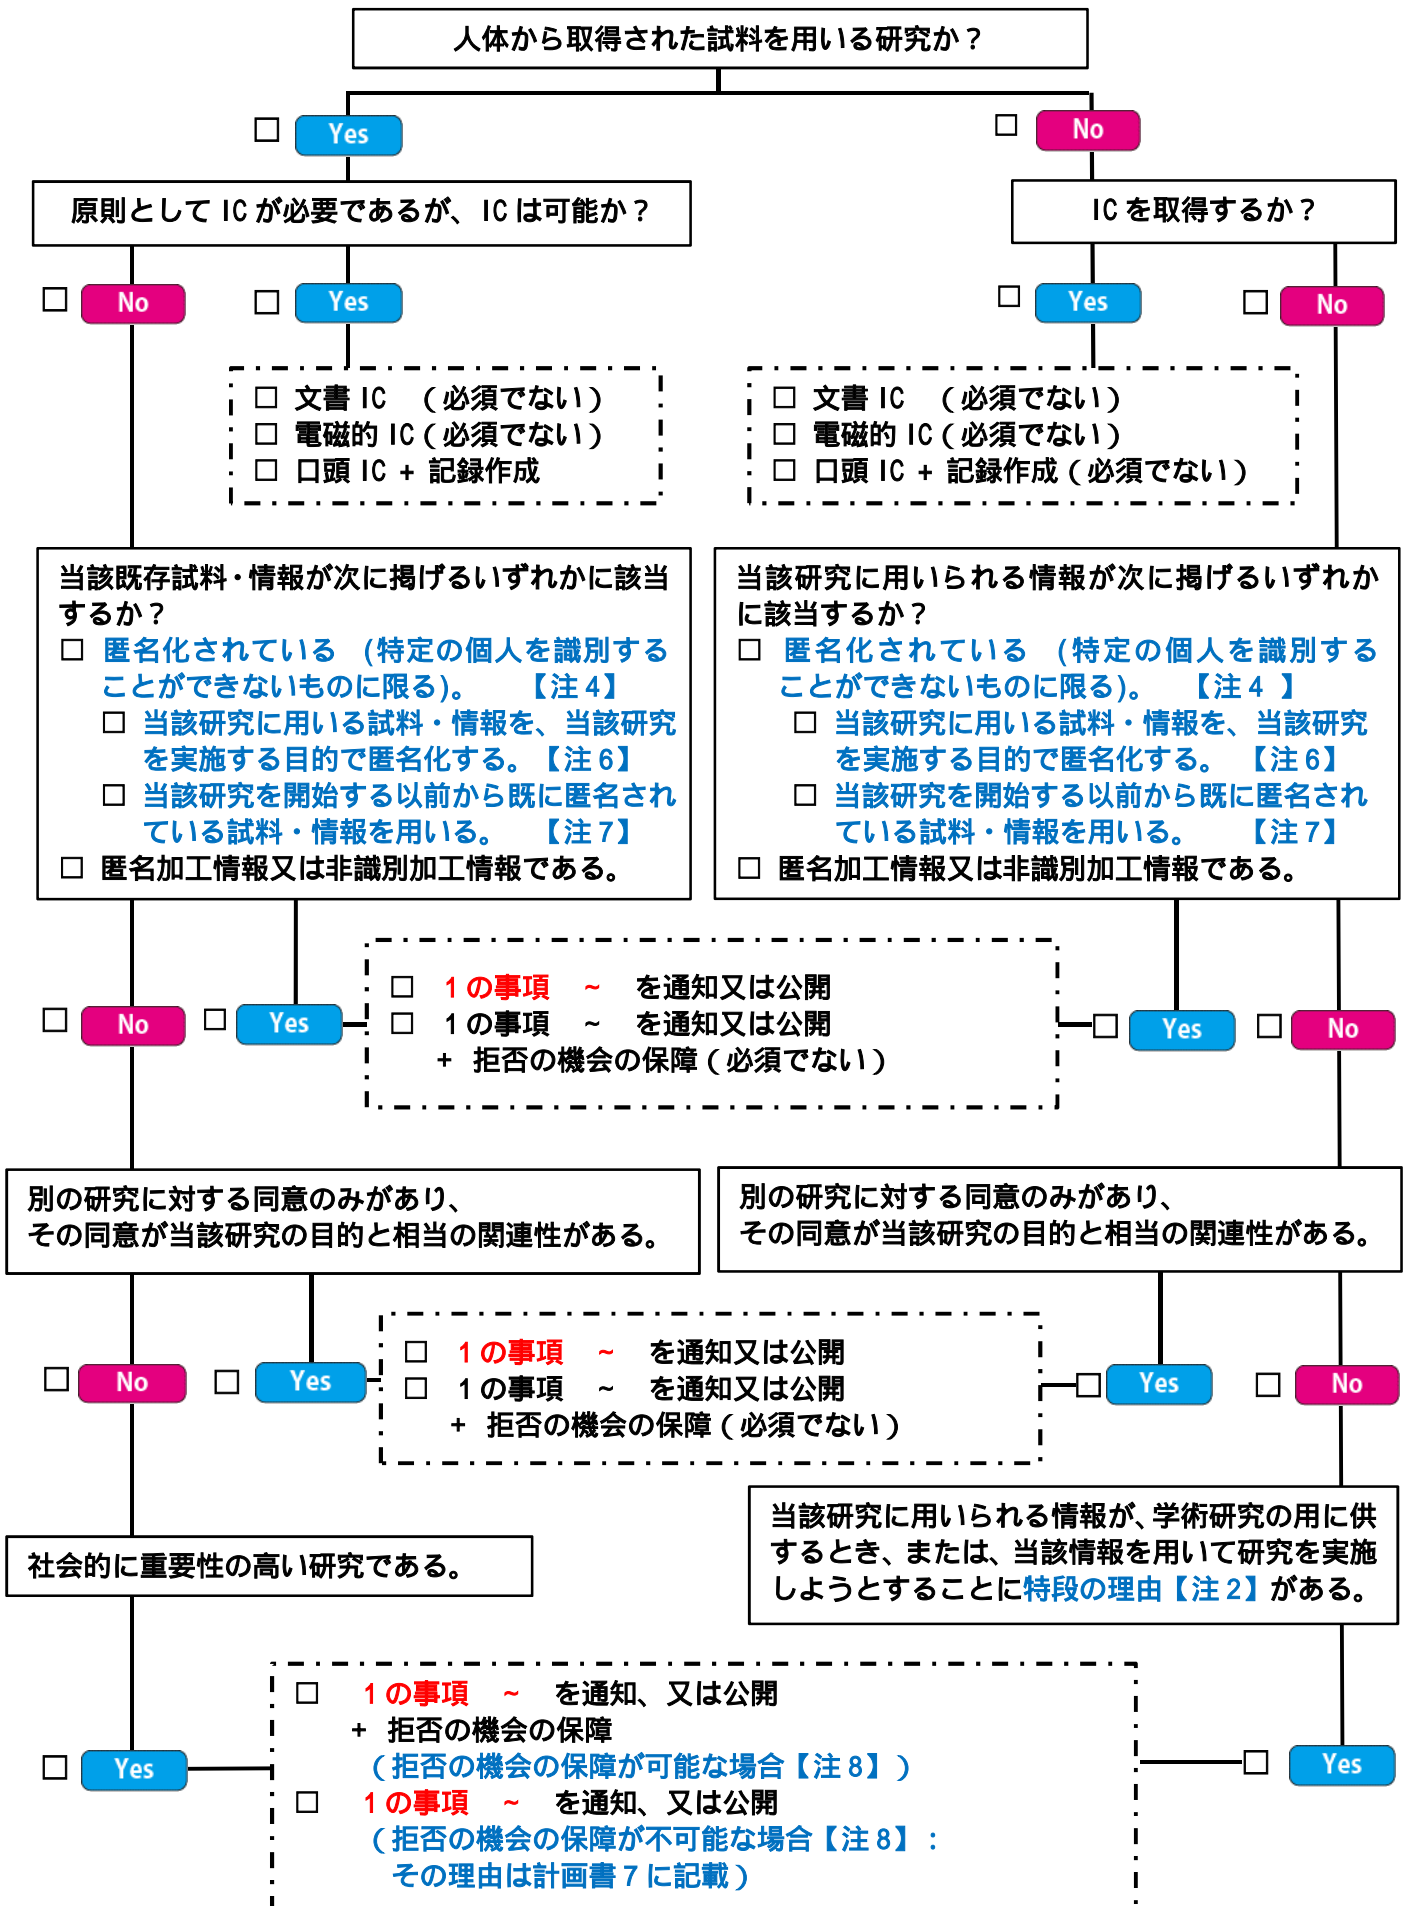 人体から取得された試料を用いる研究か？
Yes
No
原則として IC が必要であるが、IC は可能か？
IC を取得するか？
No
Yes
Yes
No
□ 文書 IC （必須でない）
□ 電磁的 IC（必須でない）
□ 口頭 IC + 記録作成
□ 文書 IC （必須でない）
□ 電磁的 IC（必須でない）
□ 口頭 IC + 記録作成（必須でない）
当該既存試料・情報が次に掲げるいずれかに該当
するか？
□ 匿名化されている （特定の個人を識別する
ことができないものに限る）。 【注４】
□ 当該研究に用いる試料・情報を、当該研究
を実施する目的で匿名化する。【注６】
□ 当該研究を開始する以前から既に匿名され
ている試料・情報を用いる。 【注７】
□ 匿名加工情報又は非識別加工情報である。
当該研究に用いられる情報が次に掲げるいずれか
に該当するか？
□ 匿名化されている （特定の個人を識別する
ことができないものに限る）。 【注４ 】
□ 当該研究に用いる試料・情報を、当該研究
を実施する目的で匿名化する。 【注６】
□ 当該研究を開始する以前から既に匿名され
ている試料・情報を用いる。 【注７】
□ 匿名加工情報又は非識別加工情報である。
No
Yes
□ １の事項 ～ を通知又は公開
□ １の事項 ～ を通知又は公開
+ 拒否の機会の保障（必須でない）
Yes
No
別の研究に対する同意のみがあり、
その同意が当該研究の目的と相当の関連性がある。
別の研究に対する同意のみがあり、
その同意が当該研究の目的と相当の関連性がある。
No
Yes
□ １の事項 ～ を通知又は公開
□ １の事項 ～ を通知又は公開
+ 拒否の機会の保障（必須でない）
Yes
No
社会的に重要性の高い研究である。
当該研究に用いられる情報が、学術研究の用に供
するとき、または、当該情報を用いて研究を実施
しようとすることに特段の理由【注２】がある。
Yes
□ １の事項 ～ を通知、又は公開
+ 拒否の機会の保障
（拒否の機会の保障が可能な場合【注８】）
□ １の事項 ～ を通知、又は公開
（拒否の機会の保障が不可能な場合【注８】：
その理由は計画書７に記載）
Yes